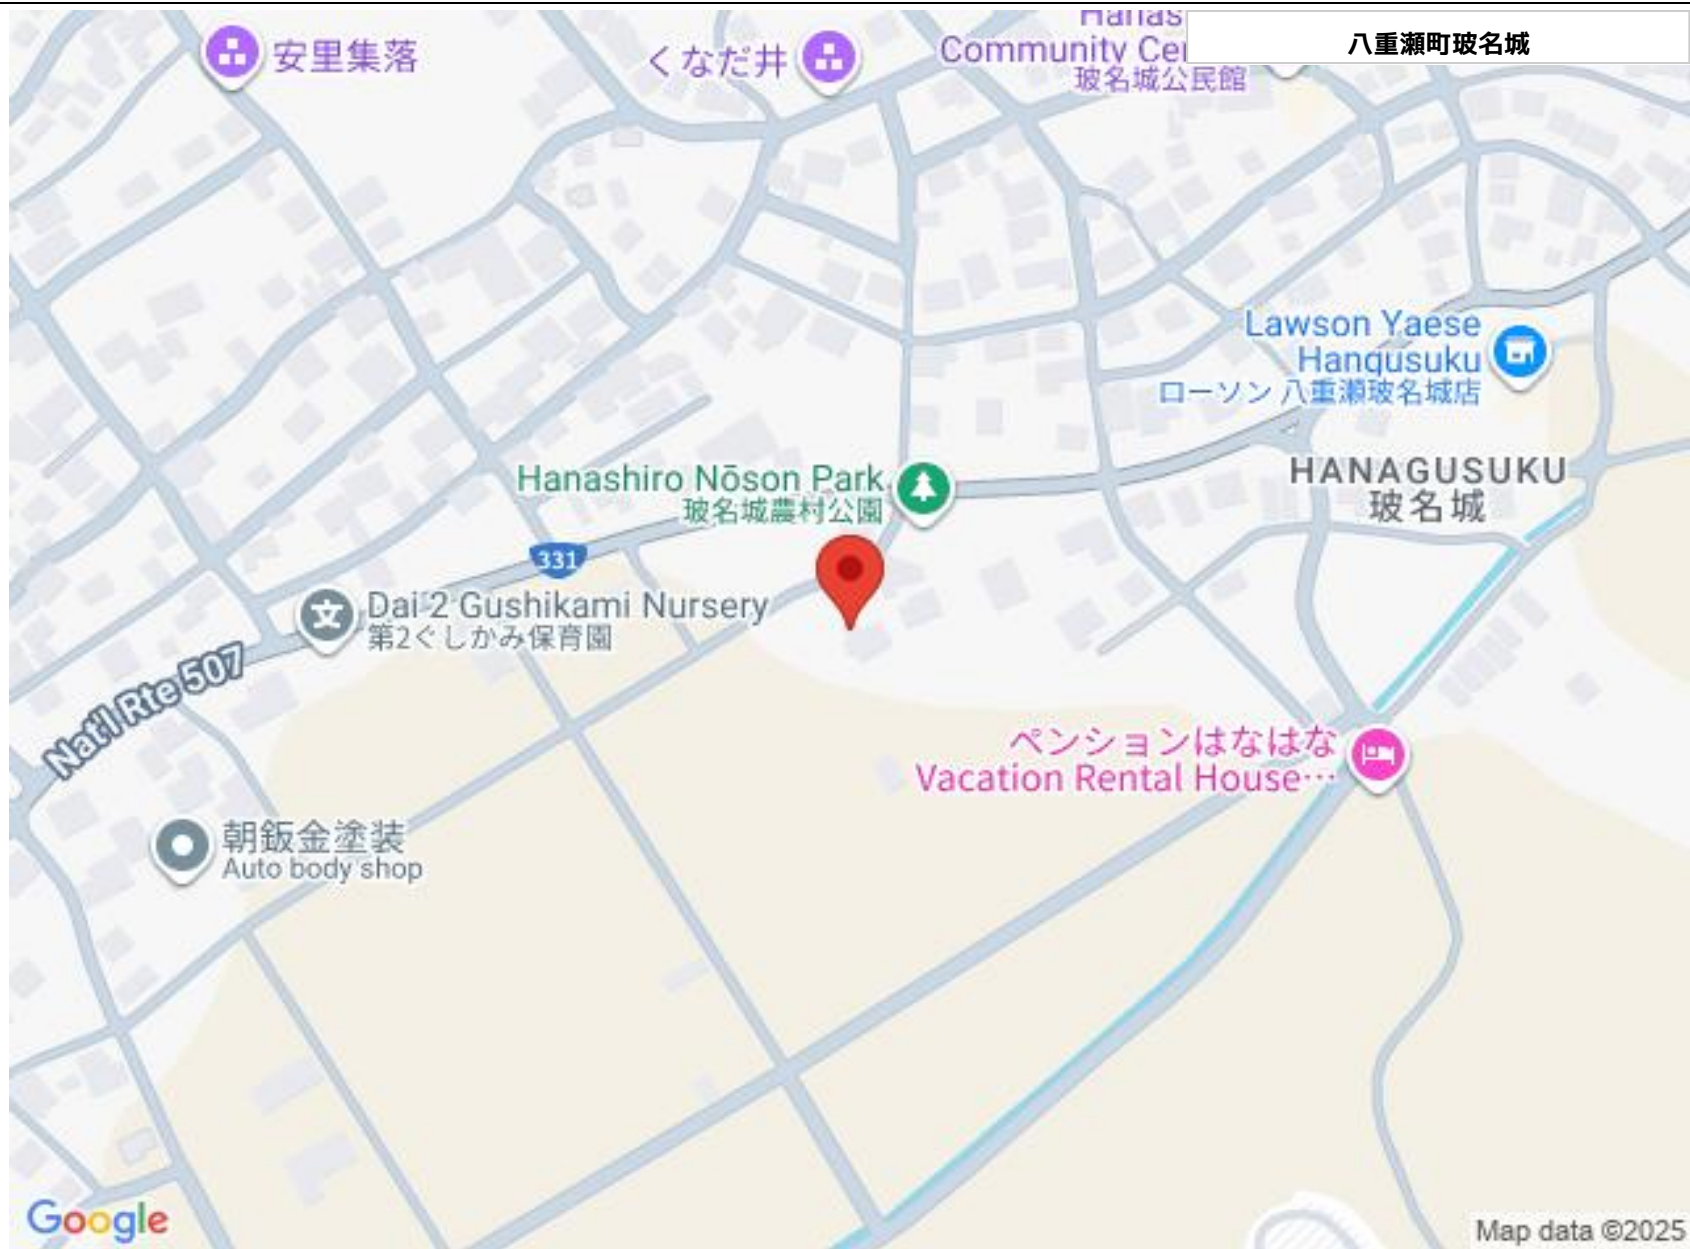 八重瀬町玻名城
安里集落
くなだ井
Community Cer
玻名城公民館
Lawson Yaese
Hangusuku
ローソン 八重瀬玻名城店
Hanashiro Nōson Park
玻名城農村公園
HANAGUSUKU
玻名城
331
Dai 2 Gushikami Nursery
第2ぐしかみ保育園
Nat'l Rte 507
ペンションはなはな
Vacation Rental House…
朝鈑金塗装
Auto body shop
Google
Map data ©2025